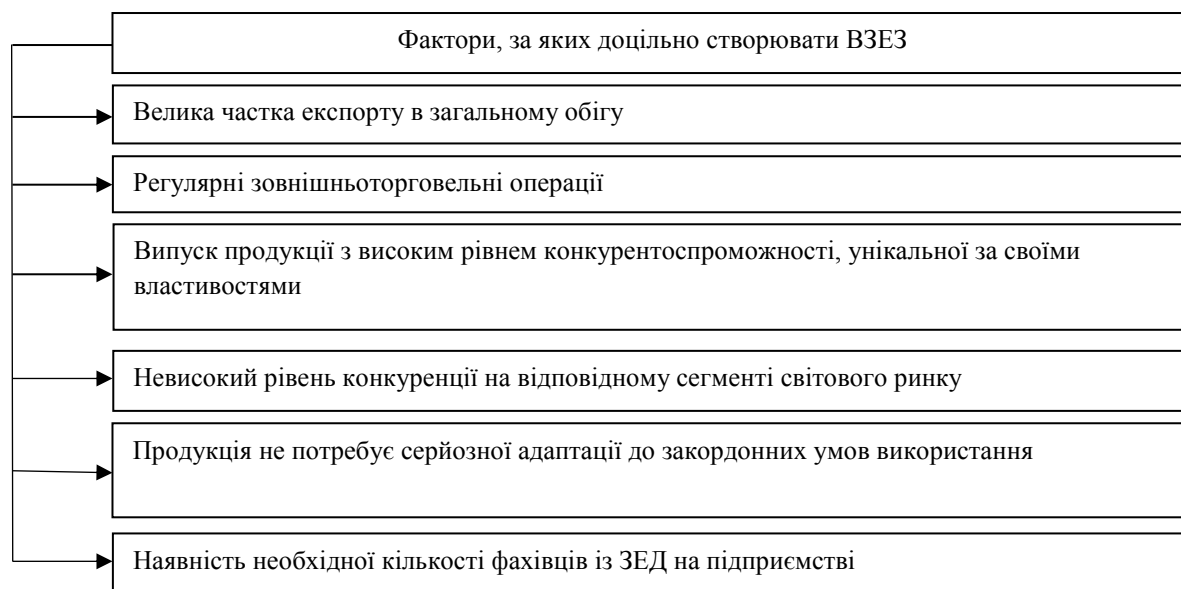 Фактори, за яких доцільно створювати ВЗЕЗ
Велика частка експорту в загальному обігу
Регулярні зовнішньоторговельні операції
Випуск продукції з високим рівнем конкурентоспроможності, унікальної за своїми
властивостями
Невисокий рівень конкуренції на відповідному сегменті світового ринку
Продукція не потребує серйозної адаптації до закордонних умов використання
Наявність необхідної кількості фахівців із ЗЕД на підприємстві